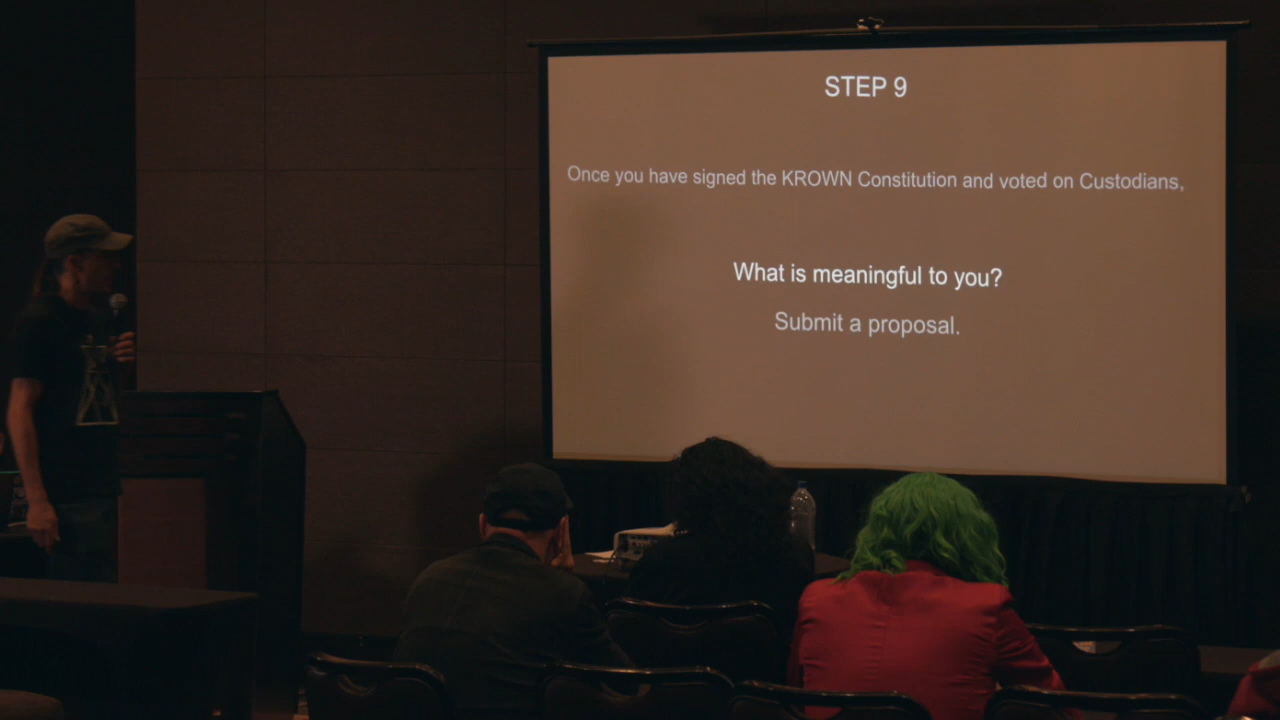 STEP 9
Once you have signed the KROWN Constitution and voted on Custodians,
What is meaningful to you?
Submit a proposal.